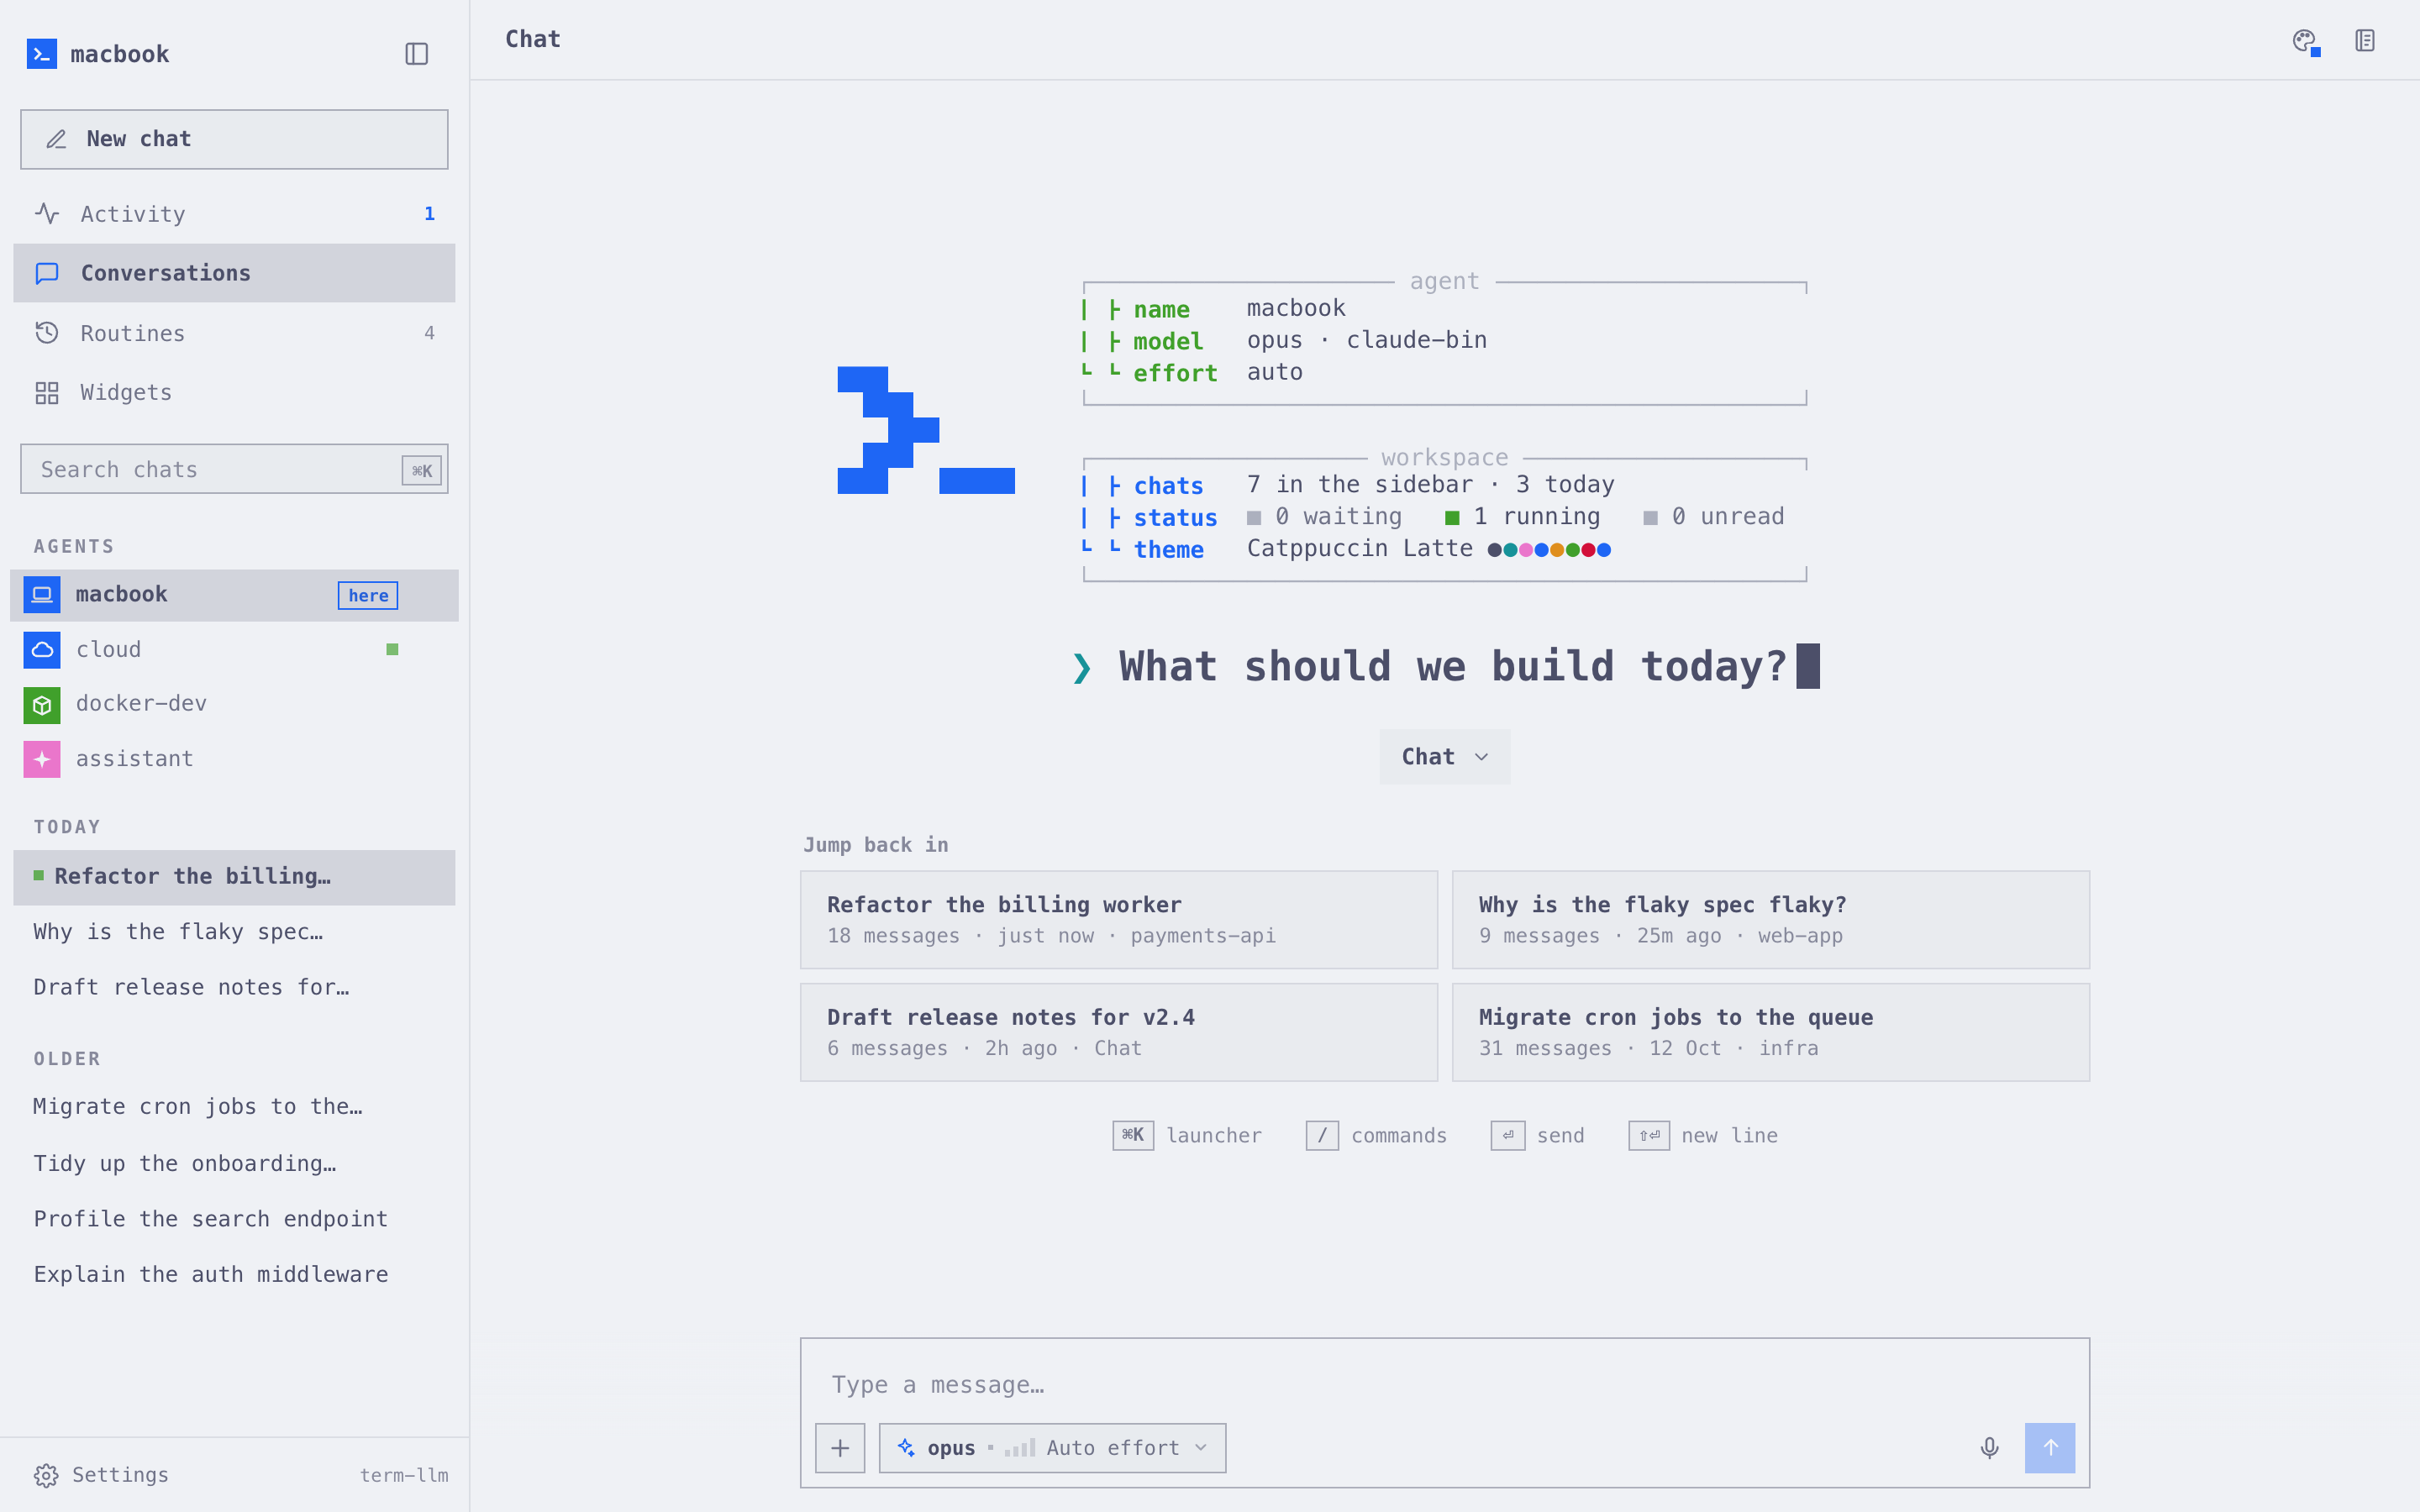 macbook
New chat
Activity 1
Conversations
Routines 4
Widgets
Search chats ⌘K
AGENTS
macbook here
cloud
docker-dev
assistant
TODAY
Refactor the billing…
Why is the flaky spec…
Draft release notes for…
OLDER
Migrate cron jobs to the…
Tidy up the onboarding…
Profile the search endpoint
Explain the auth middleware
Settings term-llm
Chat
agent
name macbook
model opus · claude-bin
effort auto
workspace
chats 7 in the sidebar · 3 today
status 0 waiting 1 running 0 unread
theme Catppuccin Latte
❯ What should we build today?
Chat
Jump back in
Refactor the billing worker
18 messages · just now · payments-api
Why is the flaky spec flaky?
9 messages · 25m ago · web-app
Draft release notes for v2.4
6 messages · 2h ago · Chat
Migrate cron jobs to the queue
31 messages · 12 Oct · infra
⌘K launcher / commands ⏎ send ⇧⏎ new line
Type a message…
opus · Auto effort